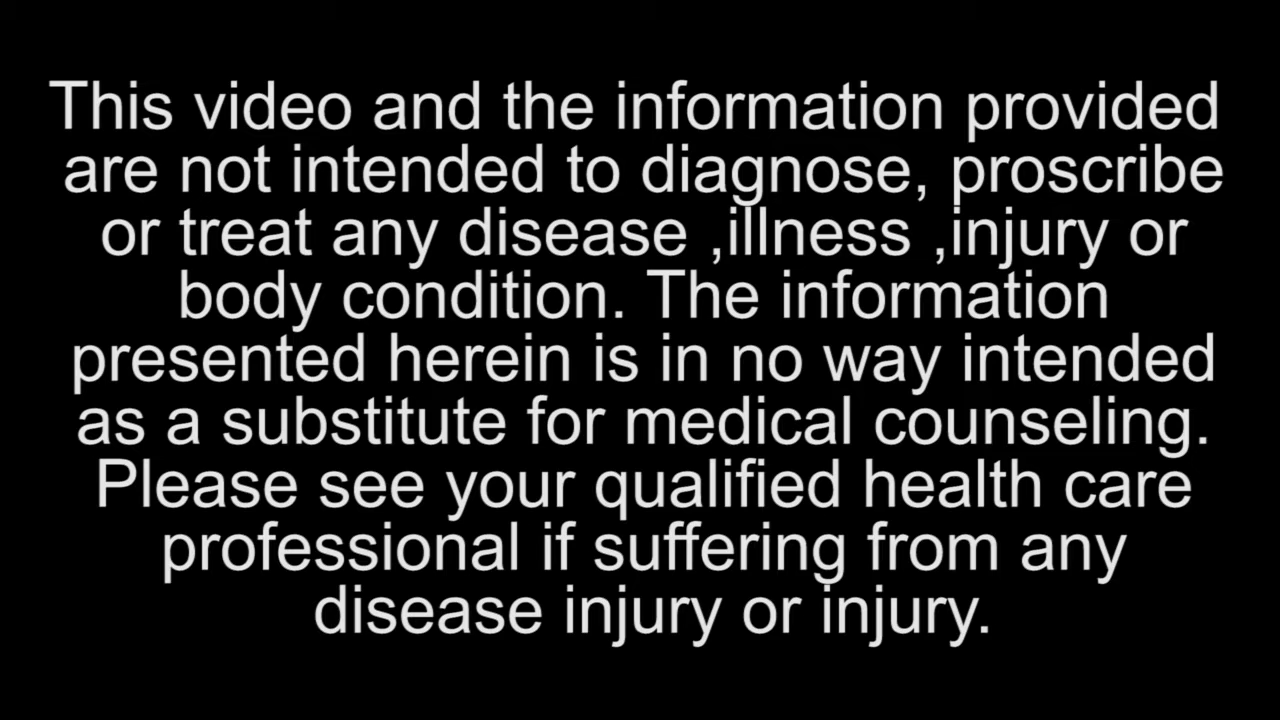 This video and the information provided
are not intended to diagnose, proscribe
or treat any disease ,illness ,injury or
body condition. The information
presented herein is in no way intended
as a substitute for medical counseling.
Please see your qualified health care
professional if suffering from any
disease injury or injury.